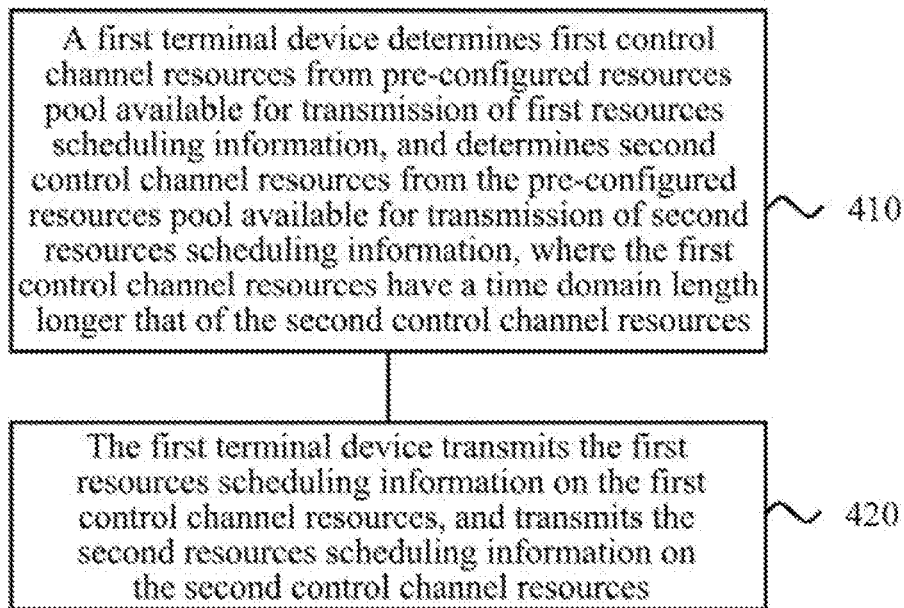 A first terminal device determines first control
channel resources from pre-configured resources
pool available for transmission of first resources
scheduling information, and determines second
control channel resources from the pre-configured
resources pool available for transmission of second
resources scheduling information, where the first
control channel resources have a time domain length
longer that of the second control channel resources
410
The first terminal device transmits the first
resources scheduling information on the first
control channel resources, and transmits the
second resources scheduling information on
the second control channel resources
420